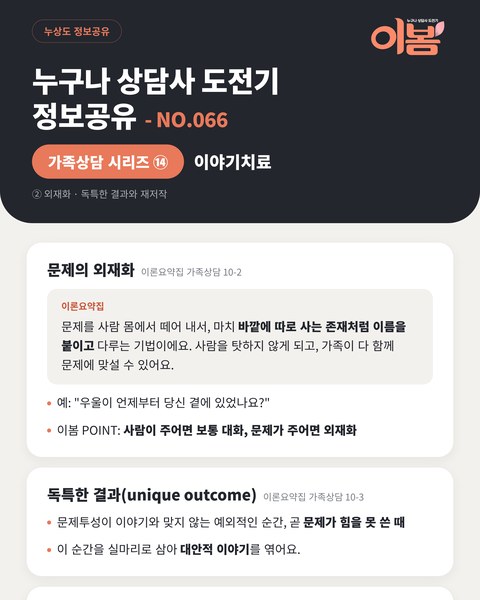 누상도 정보공유
누구나 상담사 도전기
이봄
누구나 상담사 도전기
정보공유 - NO.066
가족상담 시리즈 ⑭ 이야기치료
② 외재화 · 독특한 결과와 재저작
문제의 외재화 이론요약집 가족상담 10-2
이론요약집
문제를 사람 몸에서 떼어 내서, 마치 바깥에 따로 사는 존재처럼 이름을
붙이고 다루는 기법이에요. 사람을 탓하지 않게 되고, 가족이 다 함께
문제에 맞설 수 있어요.
• 예: "우울이 언제부터 당신 곁에 있었나요?"
• 이봄 POINT: 사람이 주어면 보통 대화, 문제가 주어면 외재화
독특한 결과(unique outcome) 이론요약집 가족상담 10-3
• 문제투성이 이야기와 맞지 않는 예외적인 순간, 곧 문제가 힘을 못 쓴 때
• 이 순간을 실마리로 삼아 대안적 이야기를 엮어요.